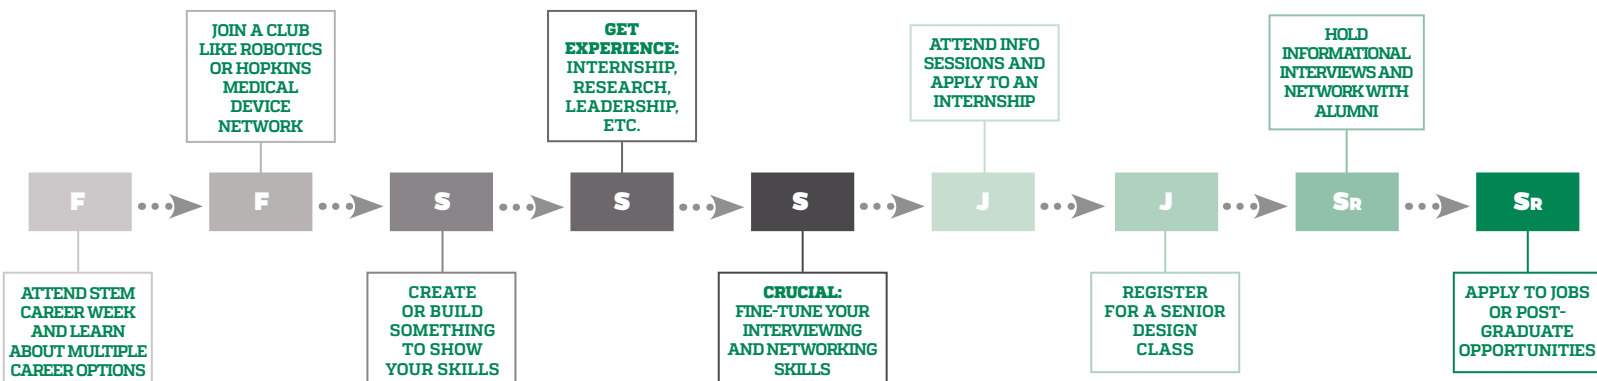 JOIN A CLUB
LIKE ROBOTICS
OR HOPKINS
MEDICAL
DEVICE
NETWORK
GET
EXPERIENCE:
INTERNSHIP,
RESEARCH,
LEADERSHIP,
ETC.
ATTEND INFO
SESSIONS AND
APPLY TO AN
INTERNSHIP
HOLD
INFORMATIONAL
INTERVIEWS AND
NETWORK WITH
ALUMNI
F
F
S
S
S
J
J
SR
SR
ATTEND STEM
CAREER WEEK
AND LEARN
ABOUT MULTIPLE
CAREER OPTIONS
CREATE
OR BUILD
SOMETHING
TO SHOW
YOUR SKILLS
CRUCIAL:
FINE-TUNE YOUR
INTERVIEWING
AND NETWORKING
SKILLS
REGISTER
FOR A SENIOR
DESIGN
CLASS
APPLY TO JOBS
OR POST-
GRADUATE
OPPORTUNITIES